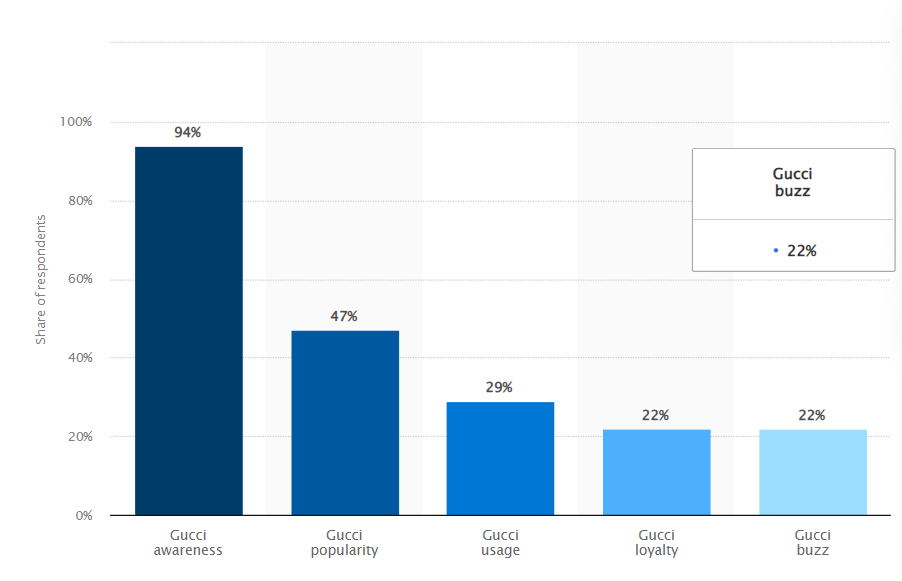 100%
80%
60%
40%
20%
0%
Share of respondents
94%
47%
29%
22%
22%
Gucci
awareness
Gucci
popularity
Gucci
usage
Gucci
loyalty
Gucci
buzz
Gucci
buzz
• 22%